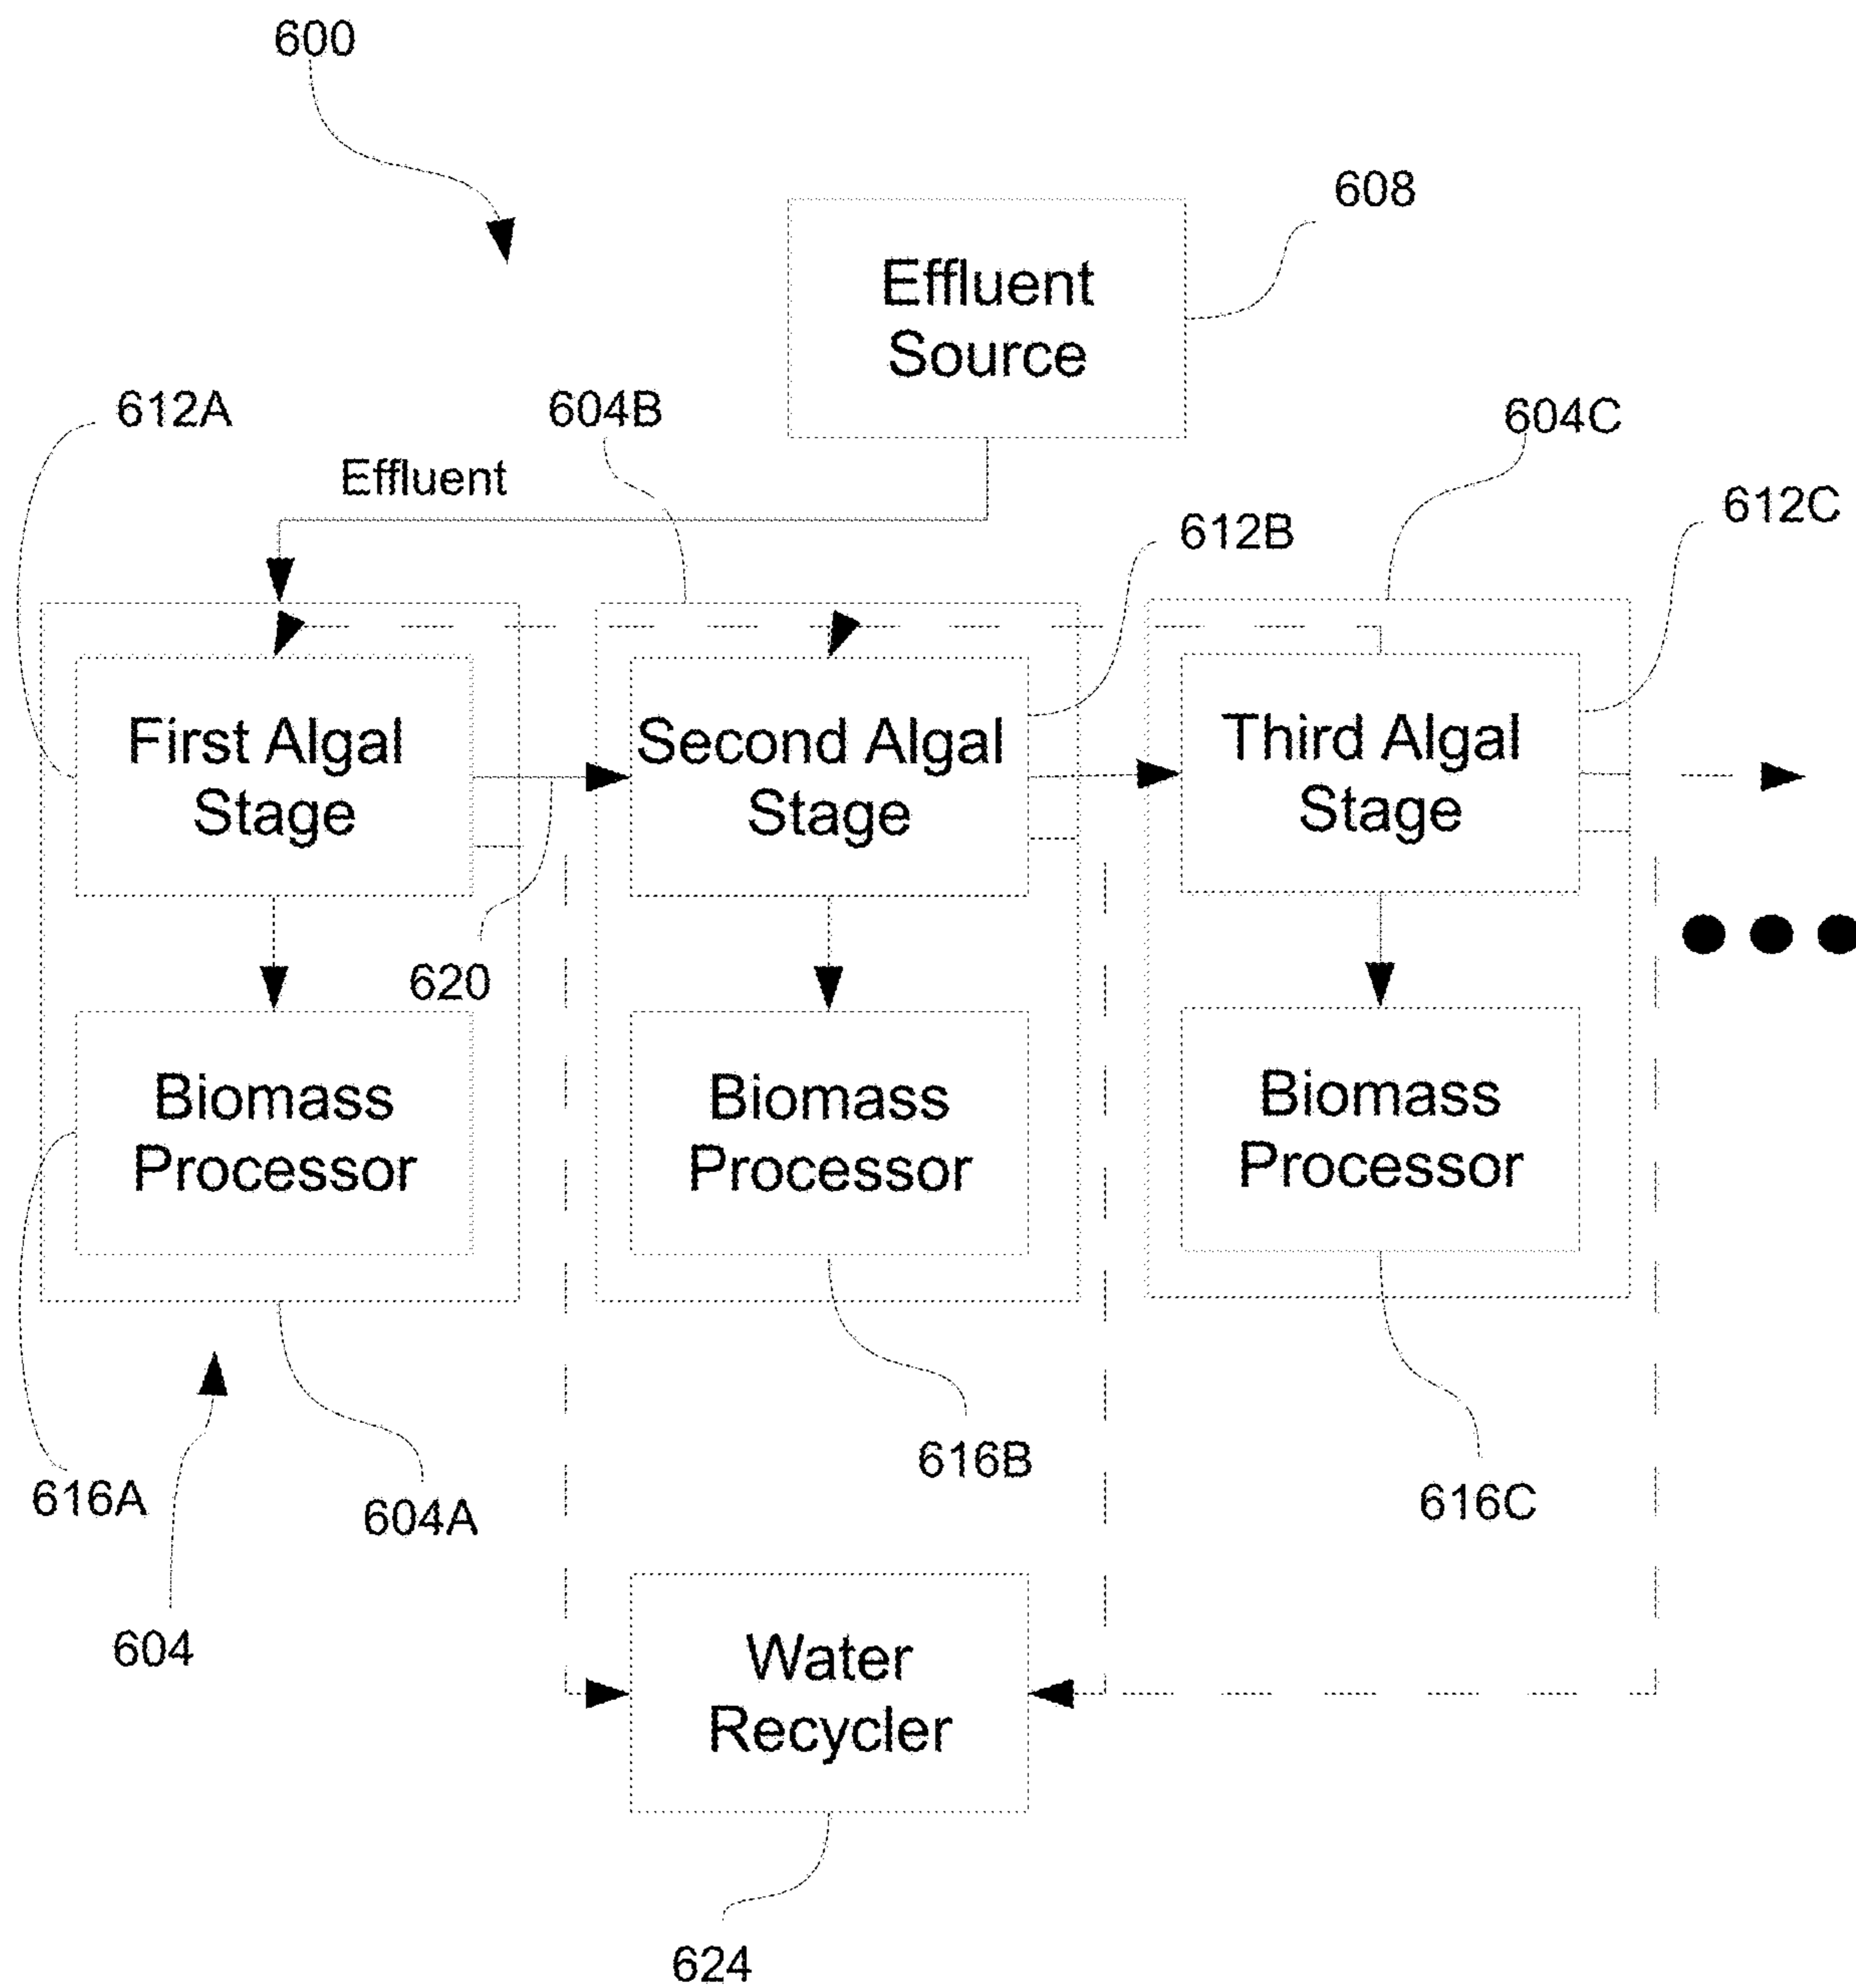 600
608
Effluent
Source
612A
604B
604C
Effluent
612C
612B
First Algal
Stage
Second Algal
Stage
Third Algal
Stage
620
Biomass
Processor
Biomass
Processor
Biomass
Processor
616A
604A
616B
616C
604
Water
Recycler
624